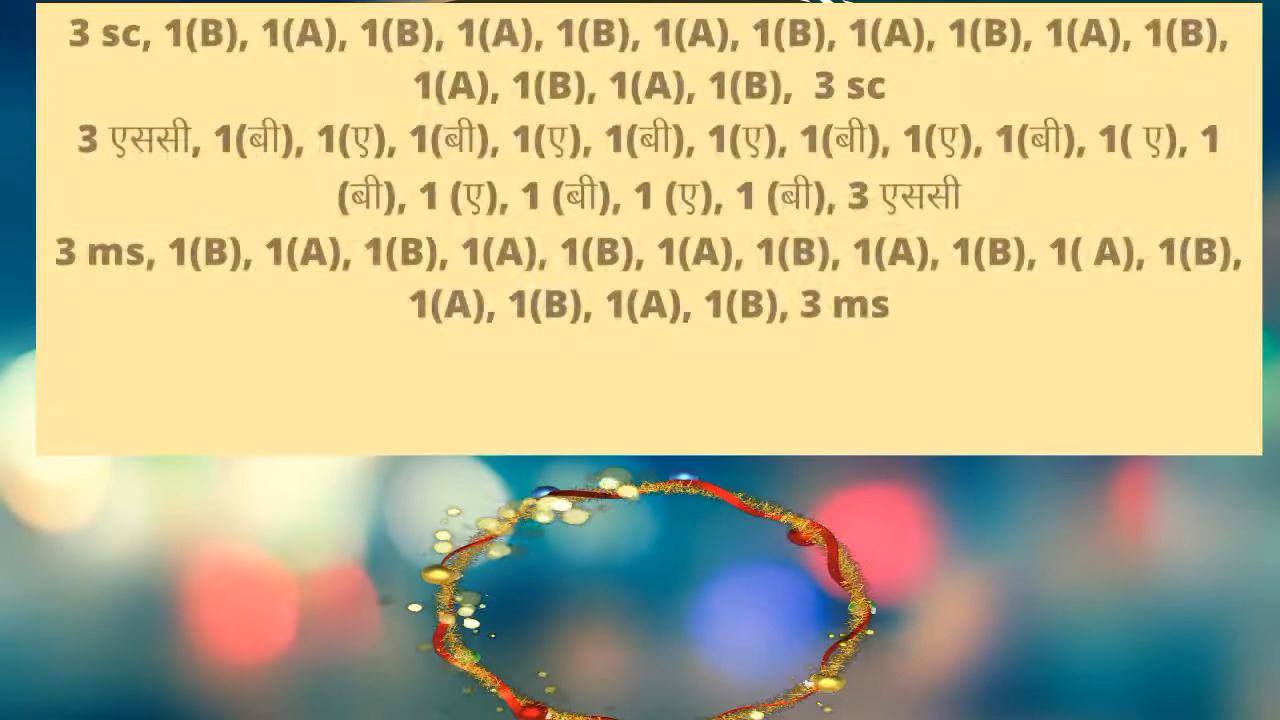 3 sc, 1(B), 1(A), 1(B), 1(A), 1(B), 1(A), 1(B), 1(A), 1(B), 1(A), 1(B),
1(A), 1(B), 1(A), 1(B),  3 sc
3 एससी, 1(बी), 1(ए), 1(बी), 1(ए), 1(बी), 1(ए), 1(बी), 1(ए), 1(बी), 1( ए), 1
(बी), 1 (ए), 1 (बी), 1 (ए), 1 (बी), 3 एससी
3 ms, 1(B), 1(A), 1(B), 1(A), 1(B), 1(A), 1(B), 1(A), 1(B), 1( A), 1(B),
1(A), 1(B), 1(A), 1(B), 3 ms